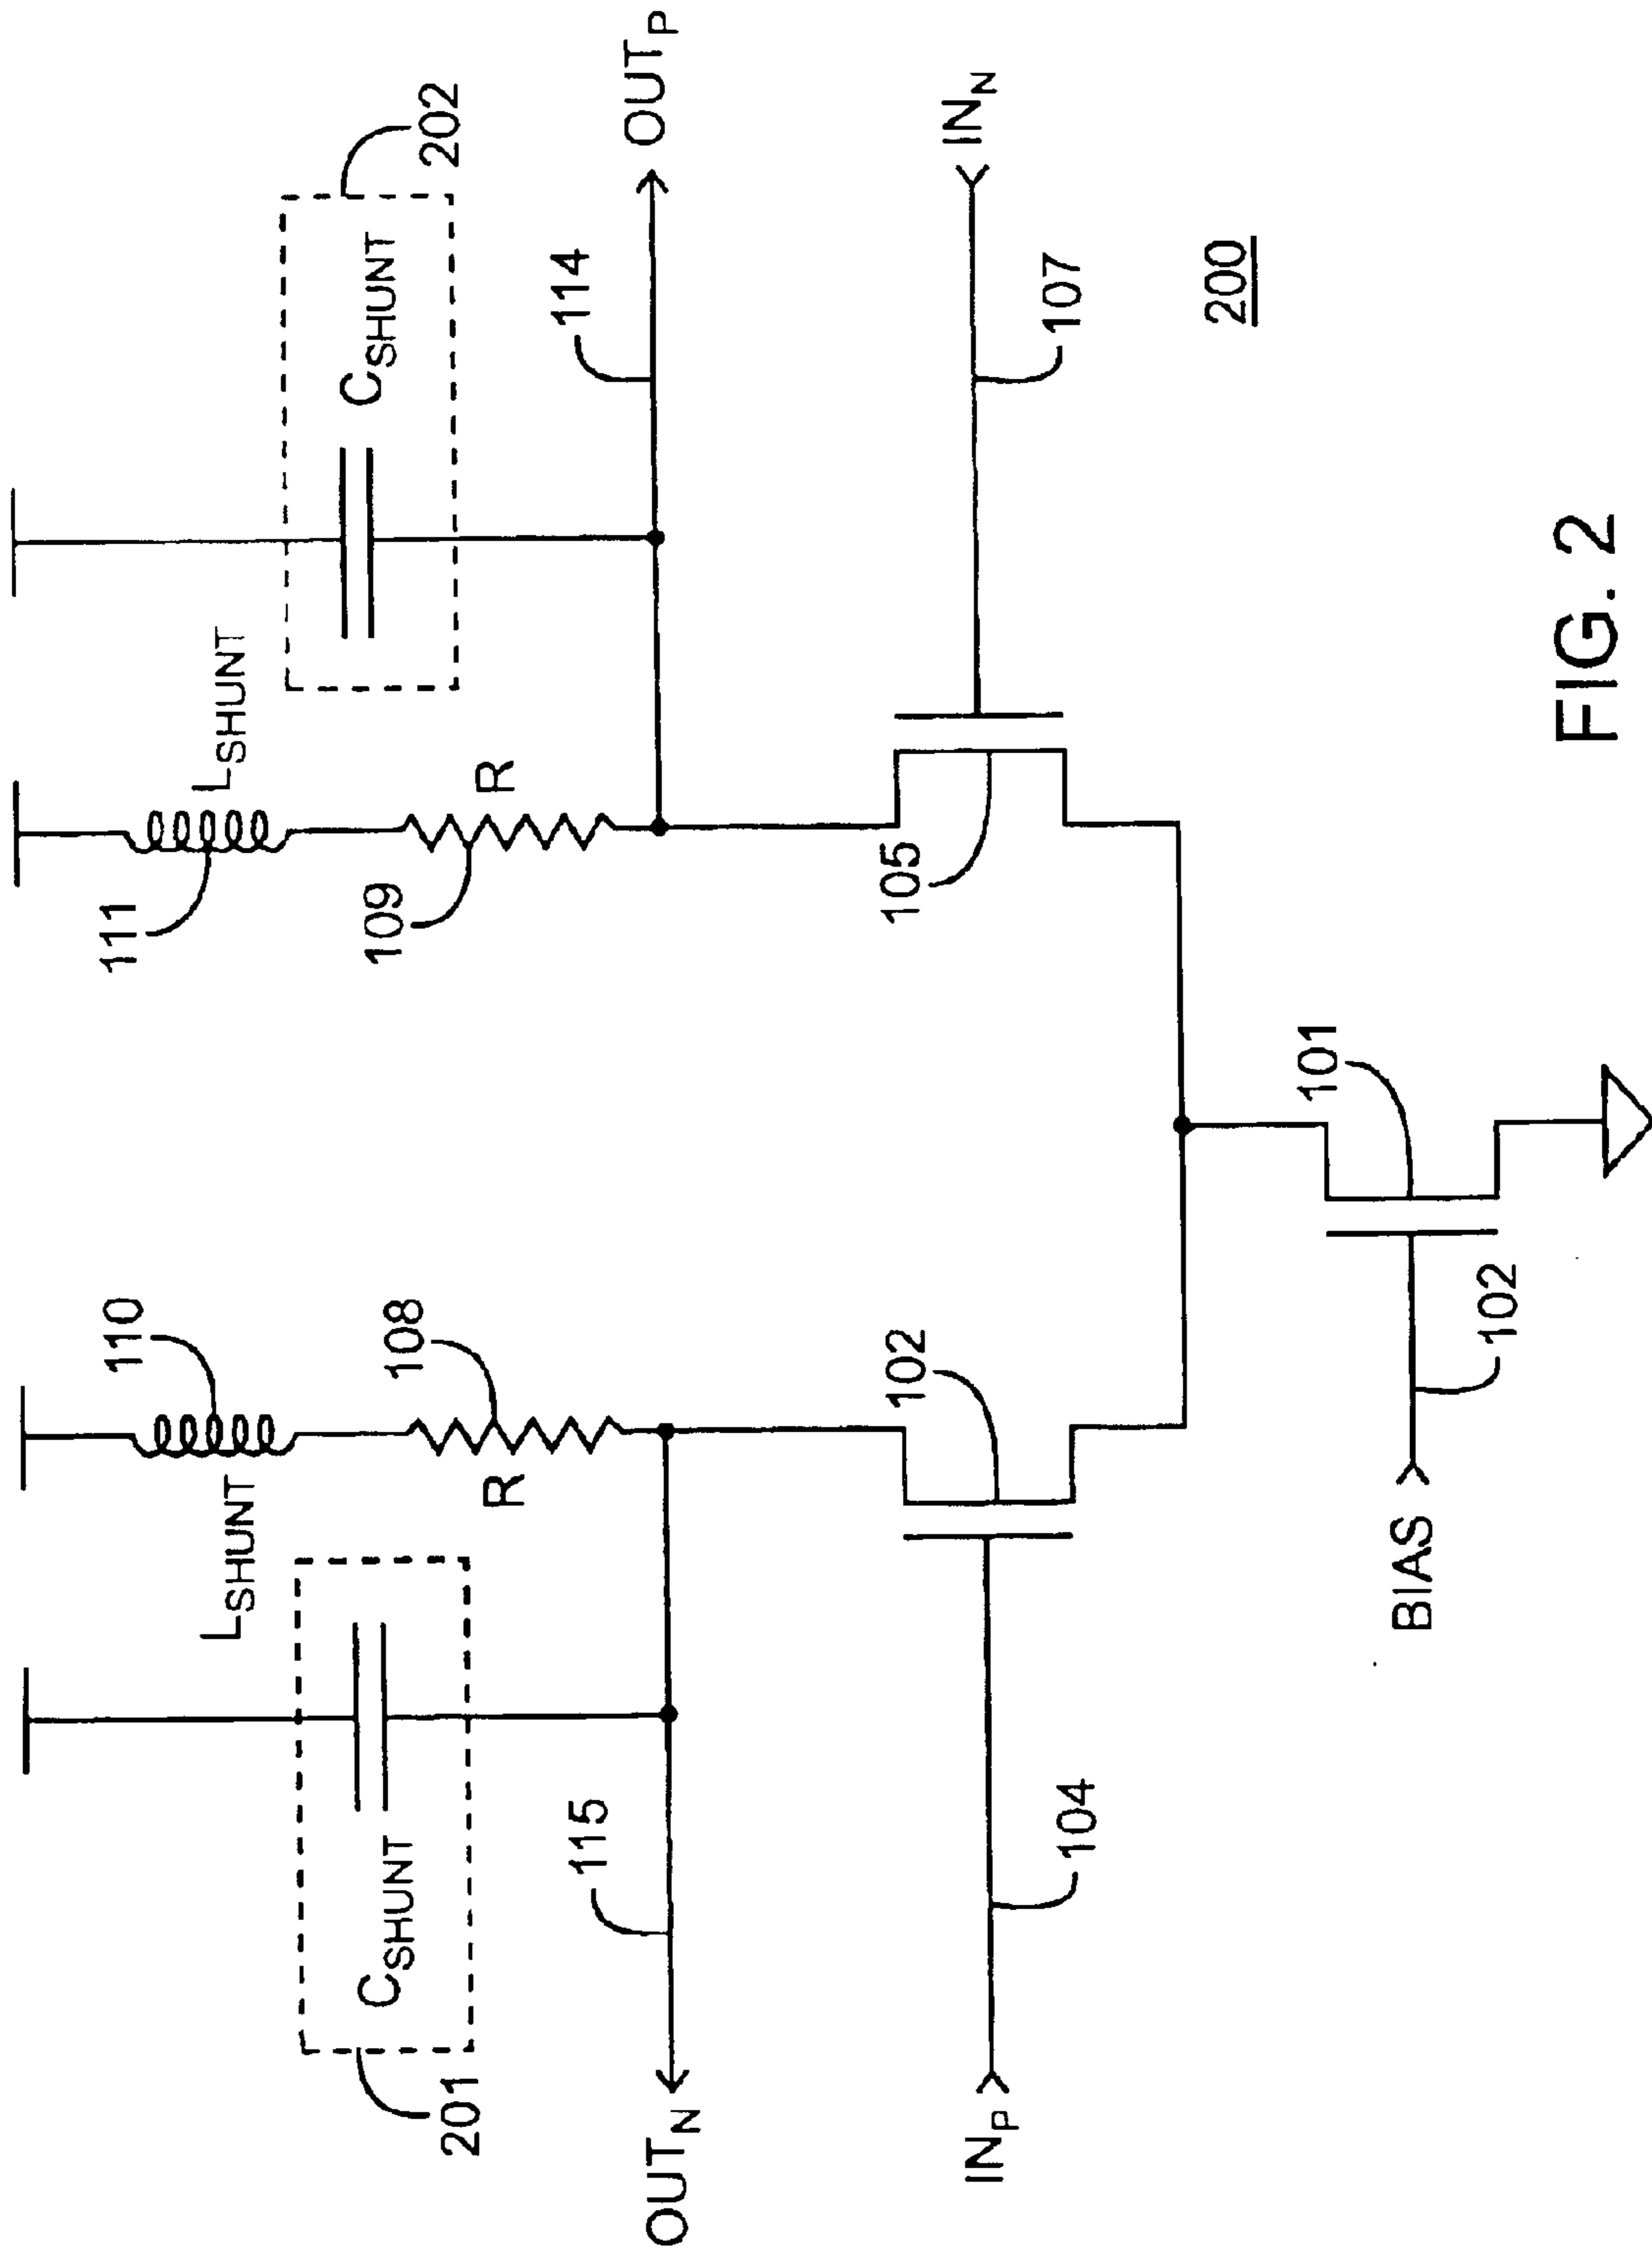 110
111
L_SHUNT
L_SHUNT
201
C_SHUNT
C_SHUNT
202
108
109
R
R
115
114
OUT_N
OUT_P
102
105
IN_P
IN_N
104
107
200
101
BIAS
102
FIG. 2